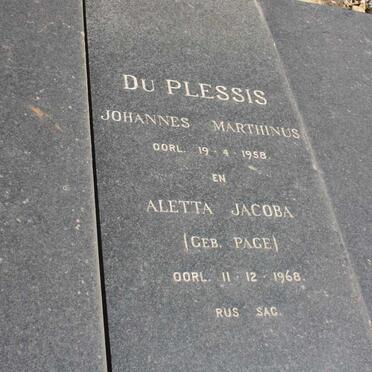 DU PLESSIS
JOHANNES MARTHINUS
OORL. 19-4-1958.
EN
ALETTA JACOBA
(GEB. PAGE)
OORL. 11-12-1968.
RUS SAG.